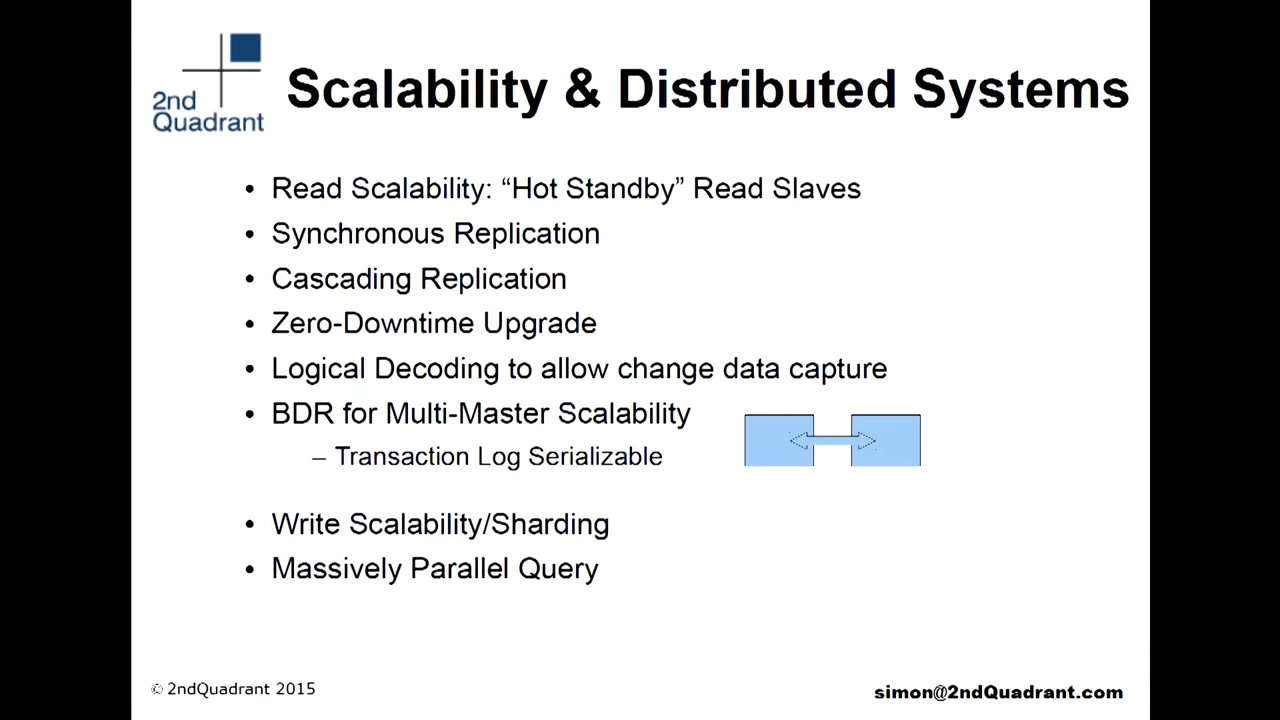 2nd
Quadrant
Scalability & Distributed Systems
• Read Scalability: “Hot Standby” Read Slaves
• Synchronous Replication
• Cascading Replication
• Zero-Downtime Upgrade
• Logical Decoding to allow change data capture
• BDR for Multi-Master Scalability
– Transaction Log Serializable
• Write Scalability/Sharding
• Massively Parallel Query
© 2ndQuadrant 2015
simon@2ndQuadrant.com